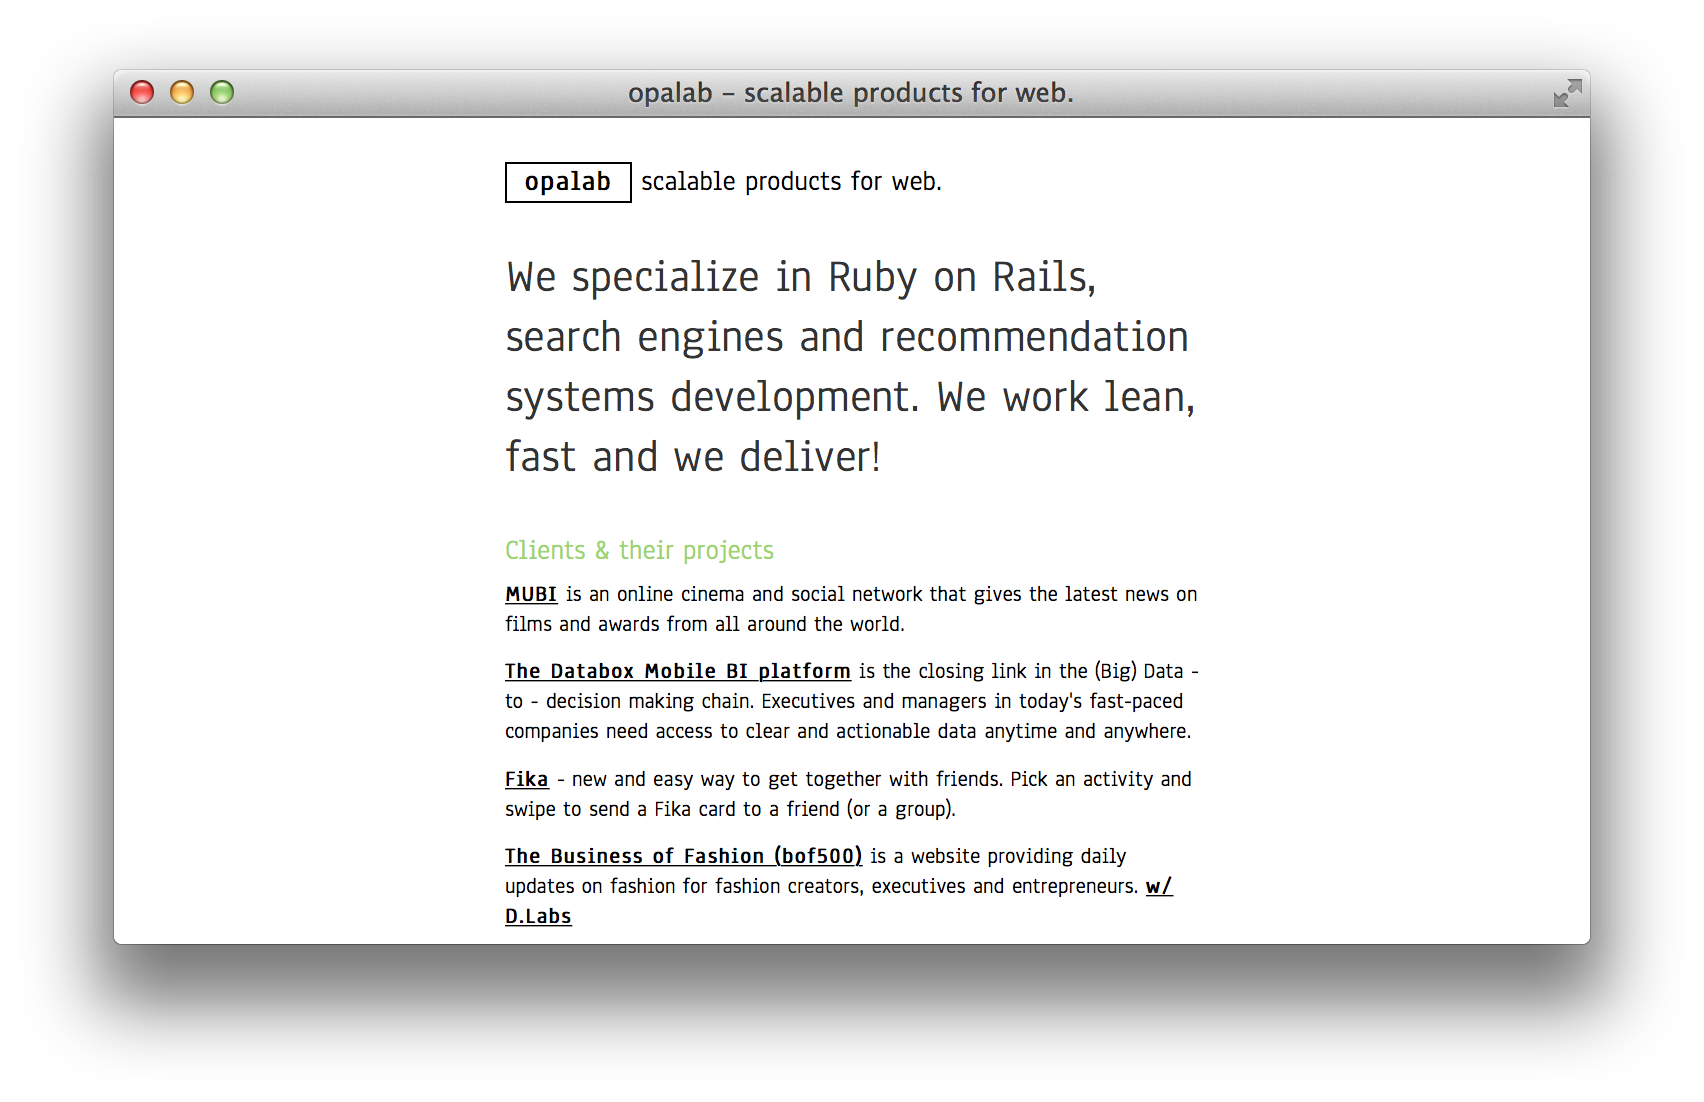 opalab – scalable products for web.
opalab scalable products for web.
We specialize in Ruby on Rails,
search engines and recommendation
systems development. We work lean,
fast and we deliver!
Clients & their projects
MUBI is an online cinema and social network that gives the latest news on
films and awards from all around the world.
The Databox Mobile BI platform is the closing link in the (Big) Data -
to - decision making chain. Executives and managers in today's fast-paced
companies need access to clear and actionable data anytime and anywhere.
Fika - new and easy way to get together with friends. Pick an activity and
swipe to send a Fika card to a friend (or a group).
The Business of Fashion (bof500) is a website providing daily
updates on fashion for fashion creators, executives and entrepreneurs. w/
D.Labs